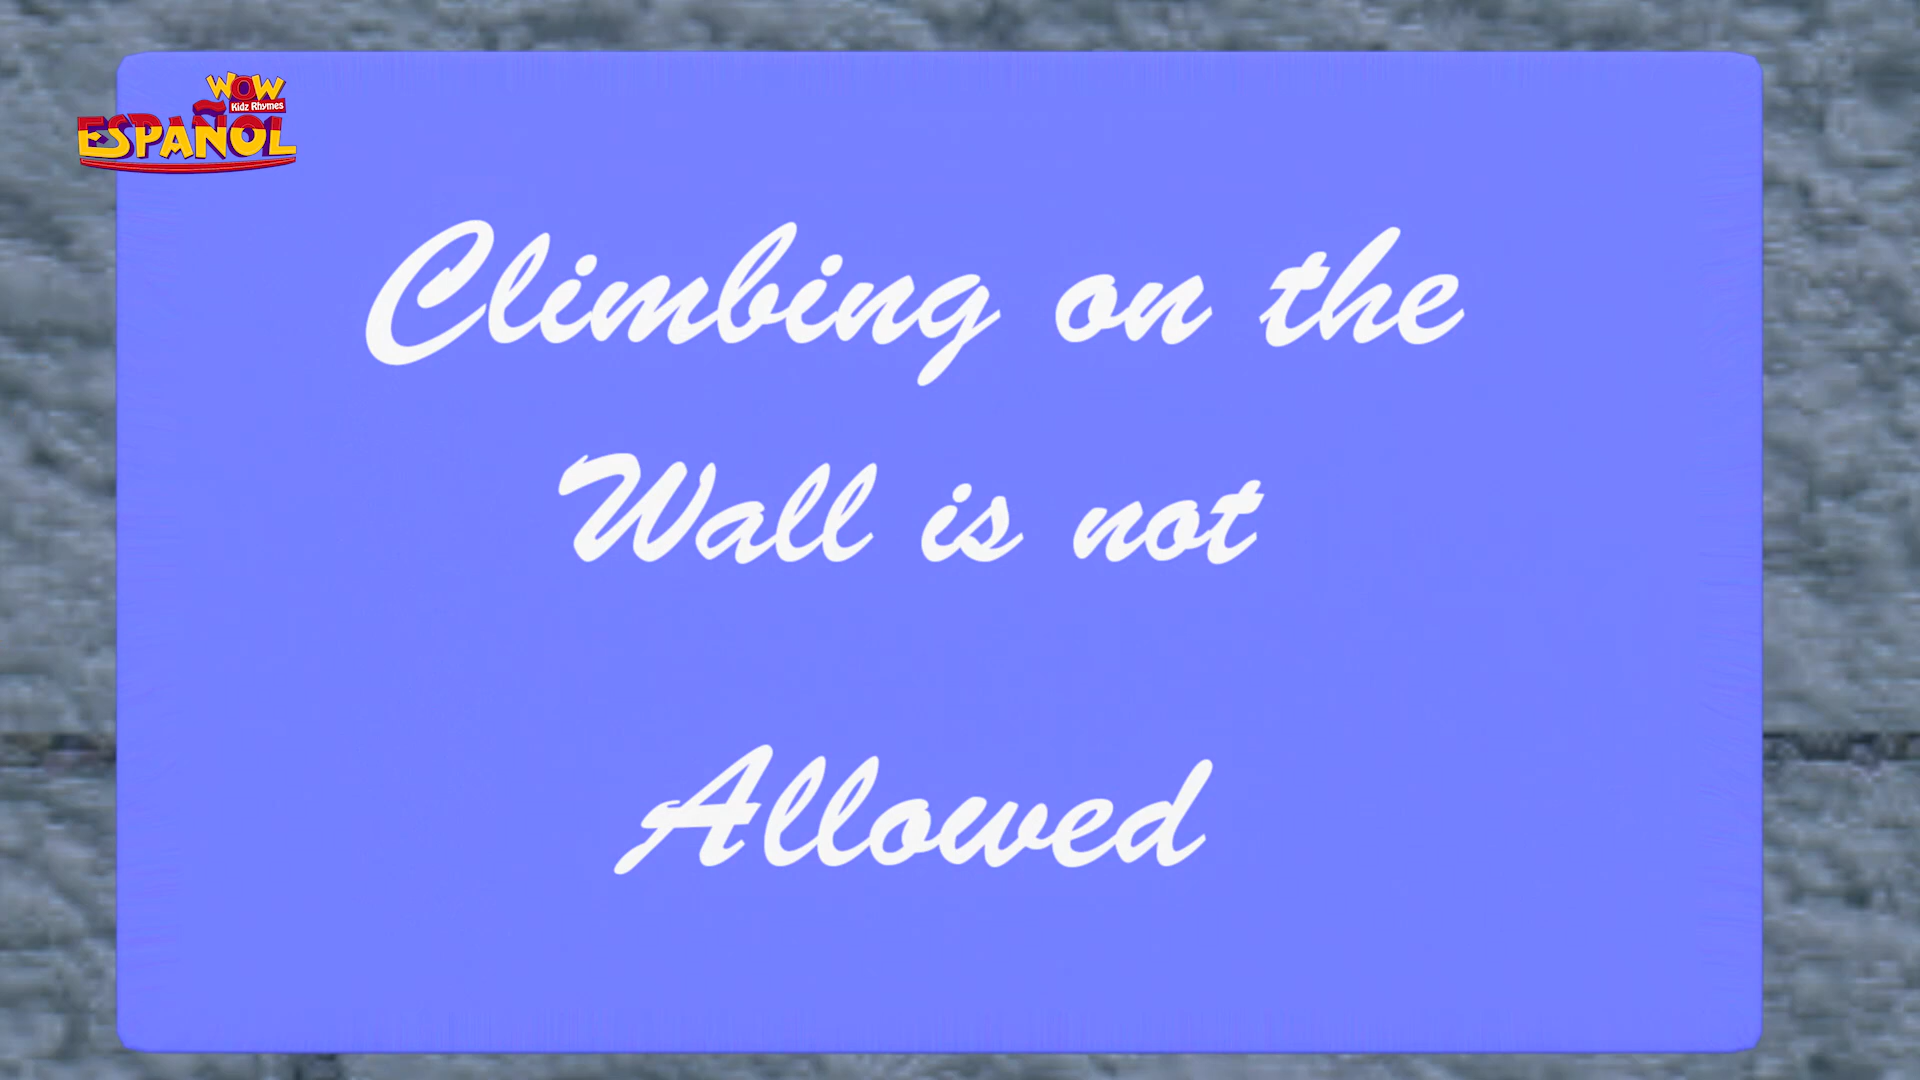 WOW
Kidz Rhymes
ESPAÑOL
Climbing on the
Wall is not
Allowed